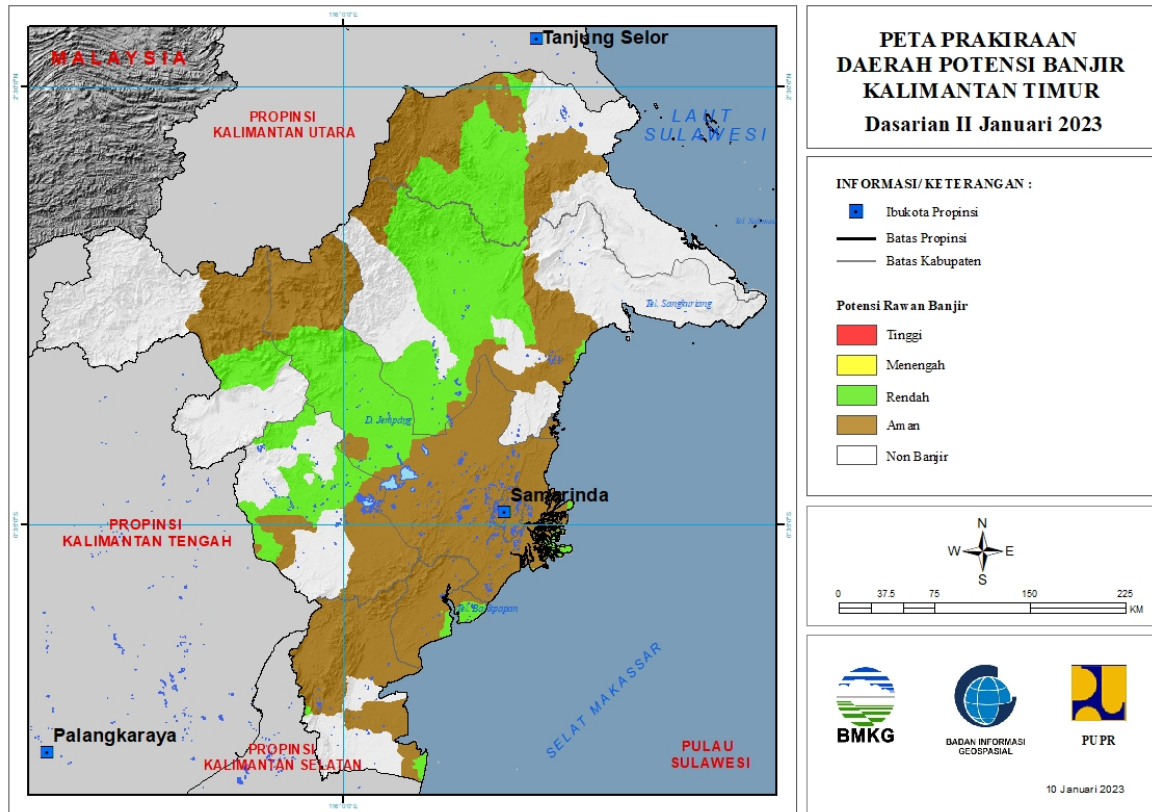 PETA PRAKIRAAN
DAERAH POTENSI BANJIR
KALIMANTAN TIMUR
Dasarian II Januari 2023
INFORMASI/ KETERANGAN :
Ibukota Propinsi
Batas Propinsi
Batas Kabupaten
Potensi Rawan Banjir
Tinggi
Menengah
Rendah
Aman
Non Banjir
N
W E
S
0 37.5 75 150 225
KM
BMKG
BADAN INFORMASI
GEOSPASIAL
PUPR
10 Januari 2023
MALAYSIA
Tanjung Selor
PROPINSI
KALIMANTAN UTARA
LAUT
SULAWESI
Tel. Sangkuriang
D. Jempang
Samarinda
PROPINSI
KALIMANTAN TENGAH
Tel. Balikpapan
SELAT MAKASSAR
Palangkaraya
PROPINSI
KALIMANTAN SELATAN
PULAU
SULAWESI